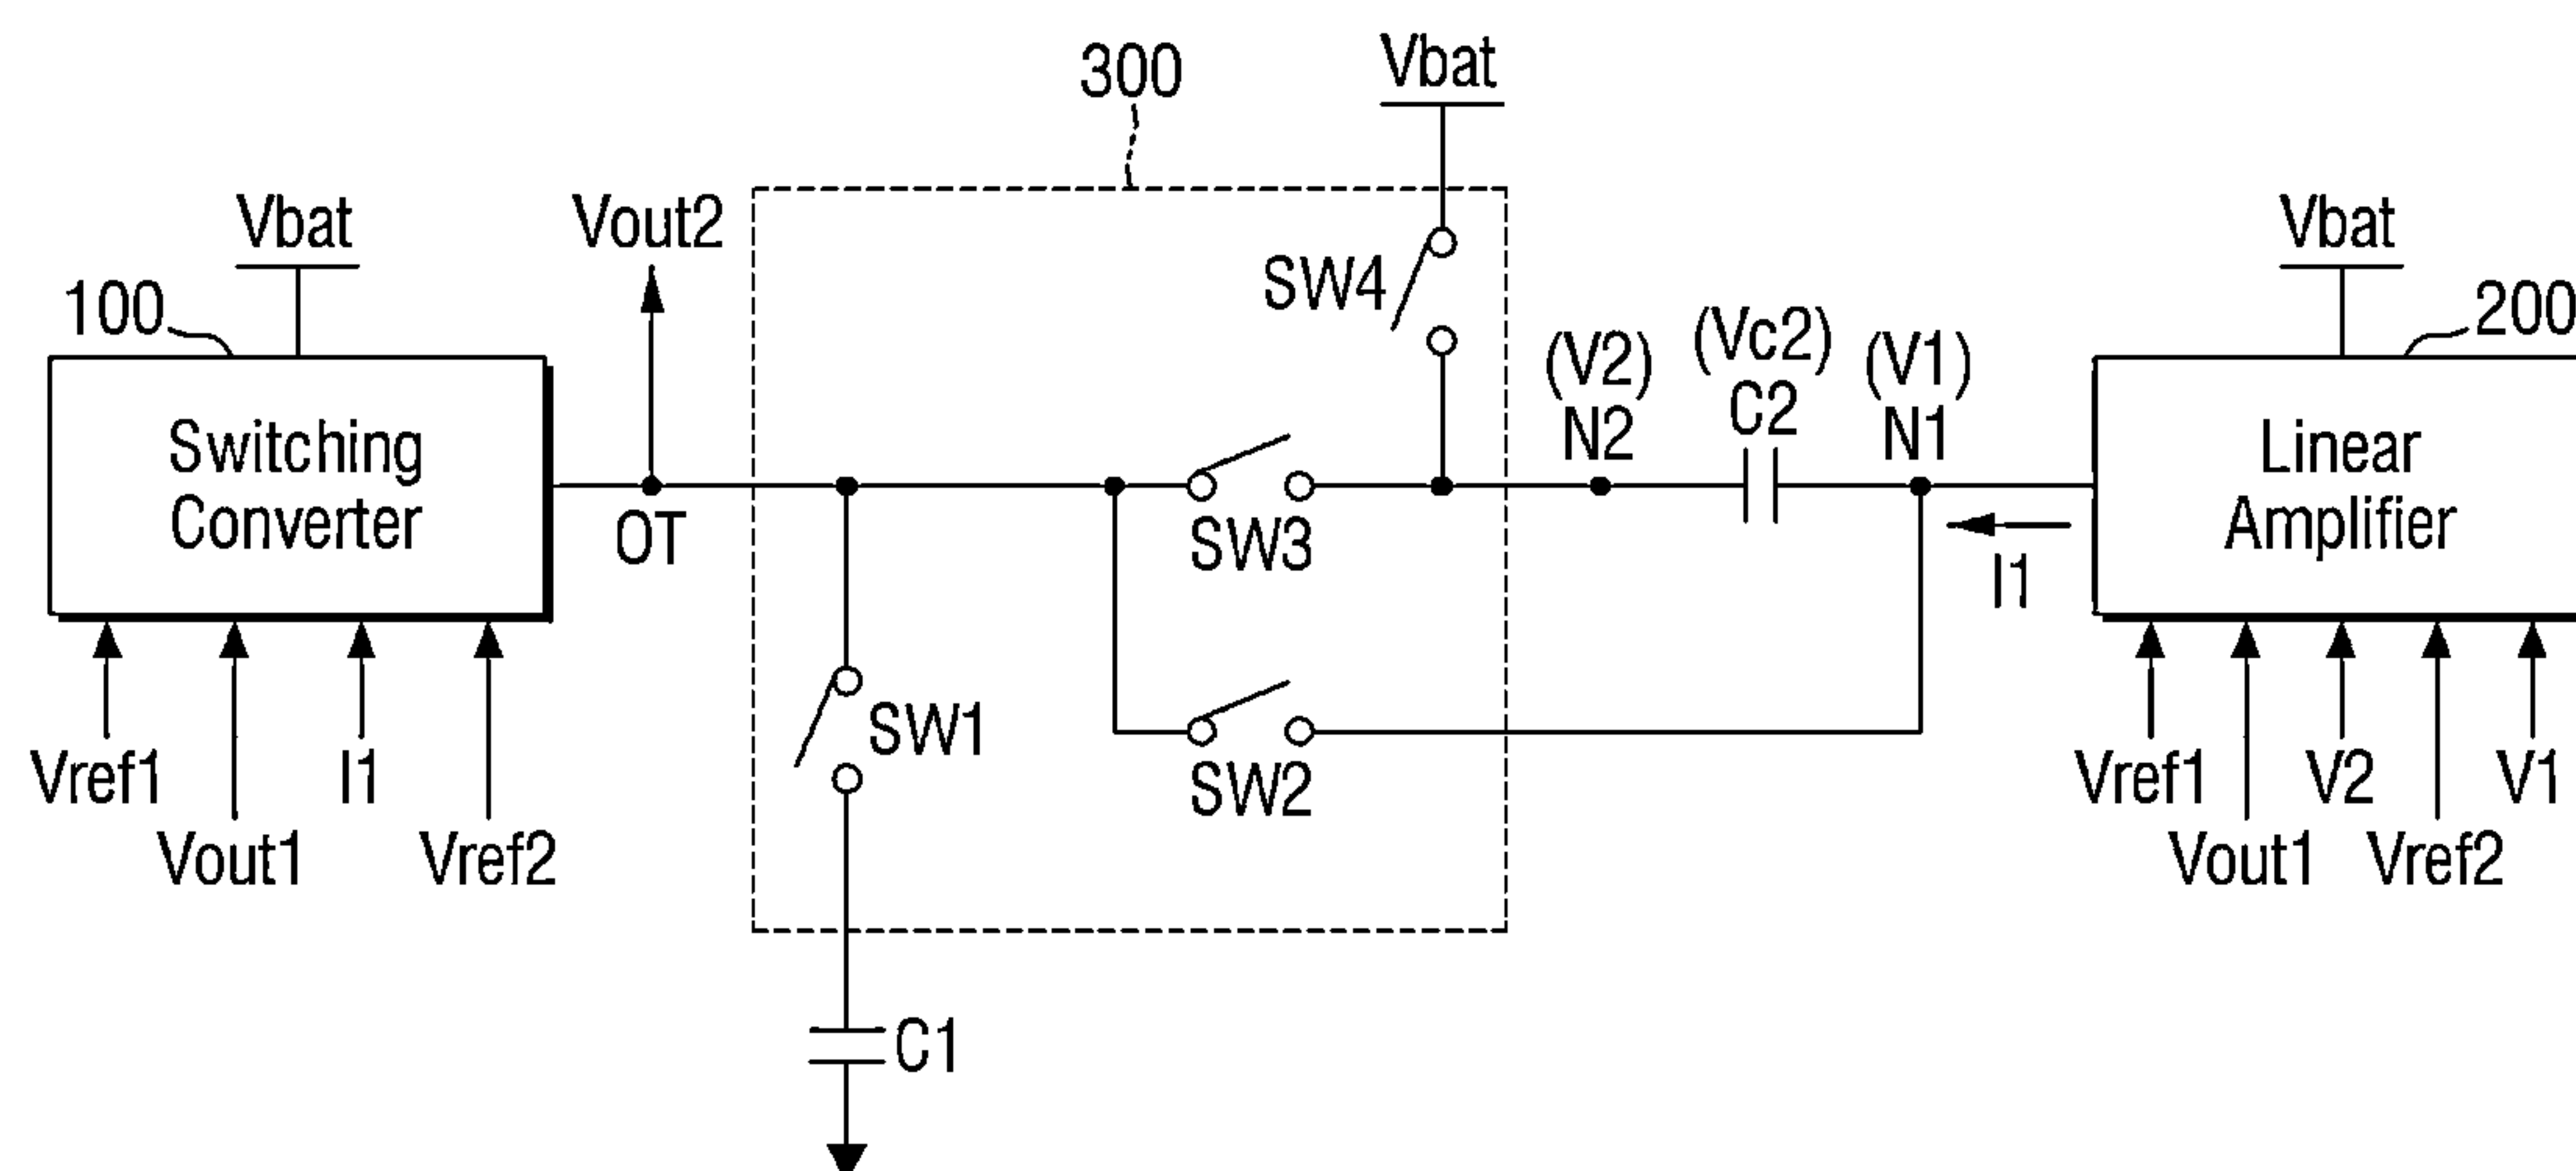 300
Vbat
Vbat
Vout2
SW4
Vbat
100
200
(V2)
N2
(Vc2)
C2
(V1)
N1
Switching
Converter
Linear
Amplifier
OT
SW3
I1
SW1
SW2
Vref1
I1
Vout1
Vref2
Vref1
V2
V1
Vout1
Vref2
C1